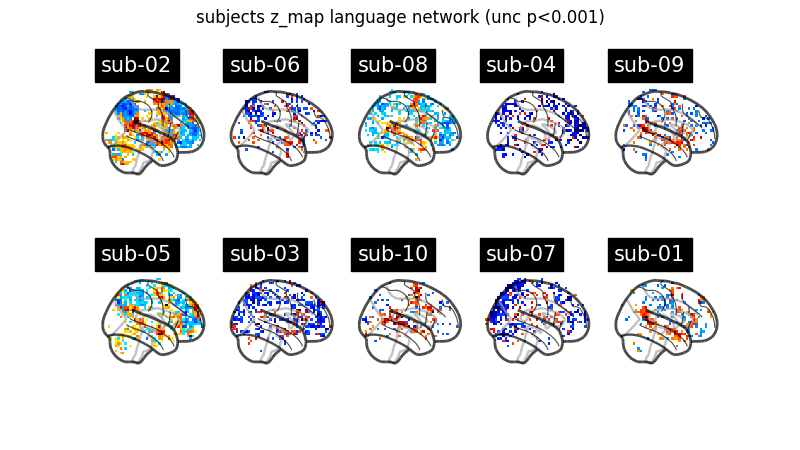 subjects z_map language network (unc p<0.001)
sub-02 sub-06 sub-08 sub-04 sub-09
sub-05 sub-03 sub-10 sub-07 sub-01